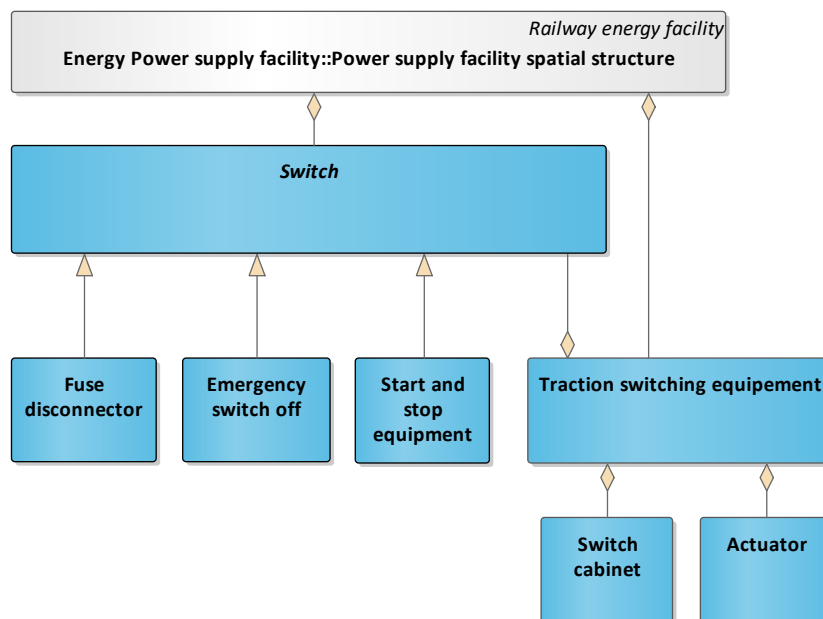 Railway energy facility
Energy Power supply facility::Power supply facility spatial structure
Switch
Fuse
disconnector
Emergency
switch off
Start and
stop
equipment
Traction switching equipement
Switch
cabinet
Actuator